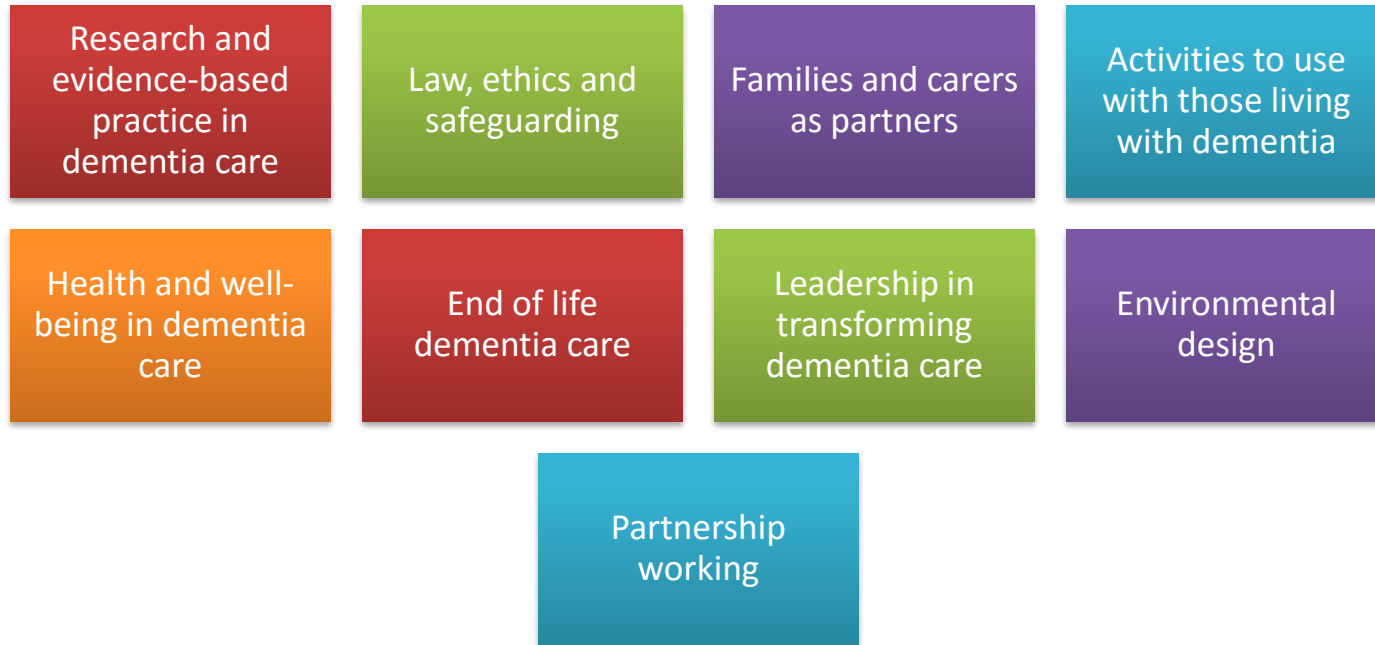 Research and
evidence-based
practice in
dementia care
Law, ethics and
safeguarding
Families and carers
as partners
Activities to use
with those living
with dementia
Health and well-
being in dementia
care
End of life
dementia care
Leadership in
transforming
dementia care
Environmental
design
Partnership
working